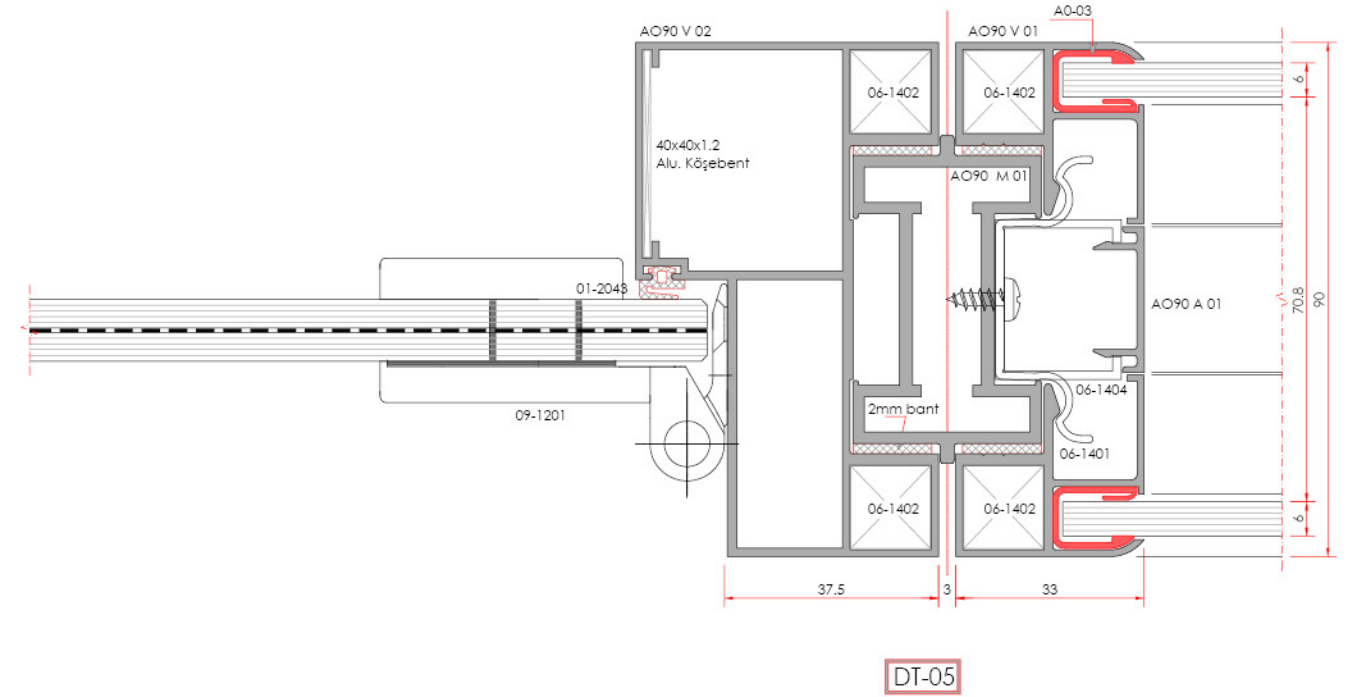 A0-03
AO90 V 02
AO90 V 01
06-1402
06-1402
6
40x40x1.2
Alu. Köşebent
AO90 M 01
01-2043
AO90 A 01
70.8
90
06-1404
2mm bant
09-1201
06-1401
06-1402
06-1402
6
37.5
3
33
DT-05